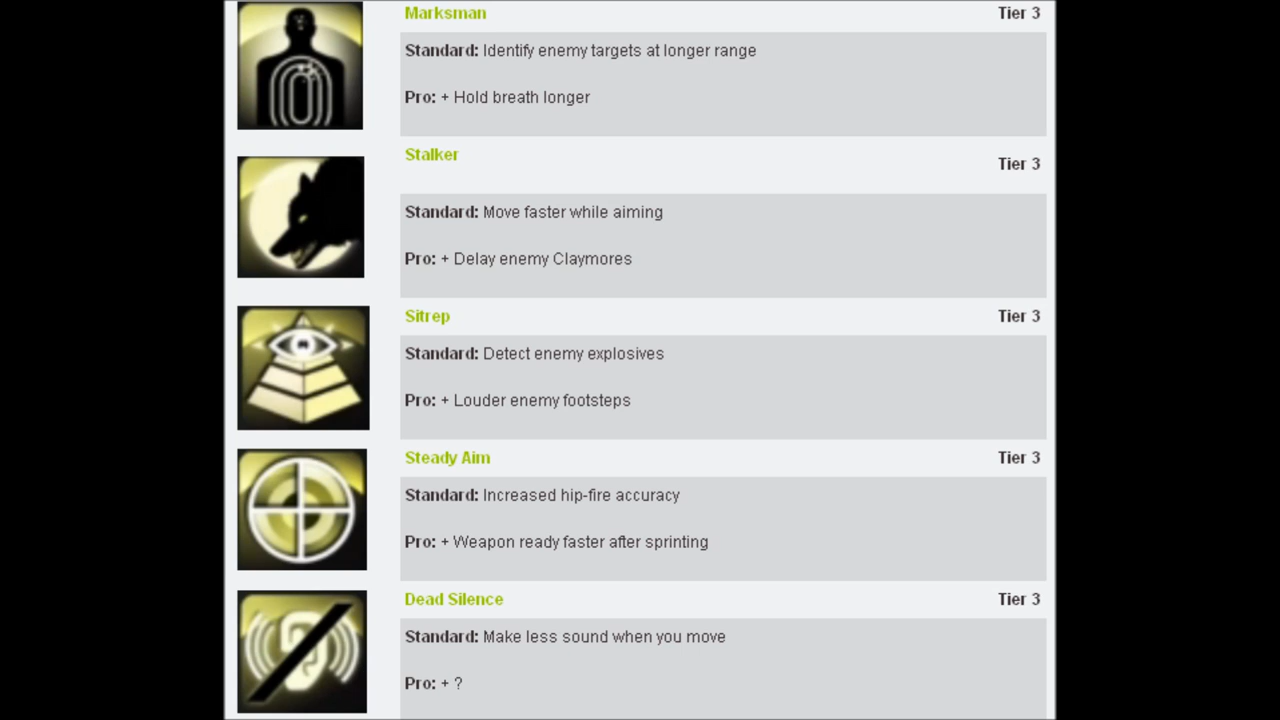 Marksman Tier 3
Standard: Identify enemy targets at longer range
Pro: + Hold breath longer
Stalker Tier 3
Standard: Move faster while aiming
Pro: + Delay enemy Claymores
Sitrep Tier 3
Standard: Detect enemy explosives
Pro: + Louder enemy footsteps
Steady Aim Tier 3
Standard: Increased hip-fire accuracy
Pro: + Weapon ready faster after sprinting
Dead Silence Tier 3
Standard: Make less sound when you move
Pro: + ?